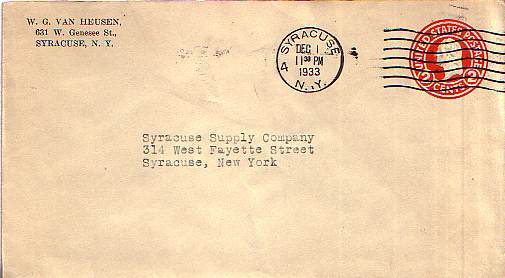 W. G. VAN HEUSEN,
631 W. Genesee St.,
SYRACUSE, N. Y.
SYRACUSE
DEC 1
11 30 PM
1933
N.Y.
4
UNITED STATES POSTAGE
2 CENTS 2
Syracuse Supply Company
314 West Fayette Street
Syracuse, New York